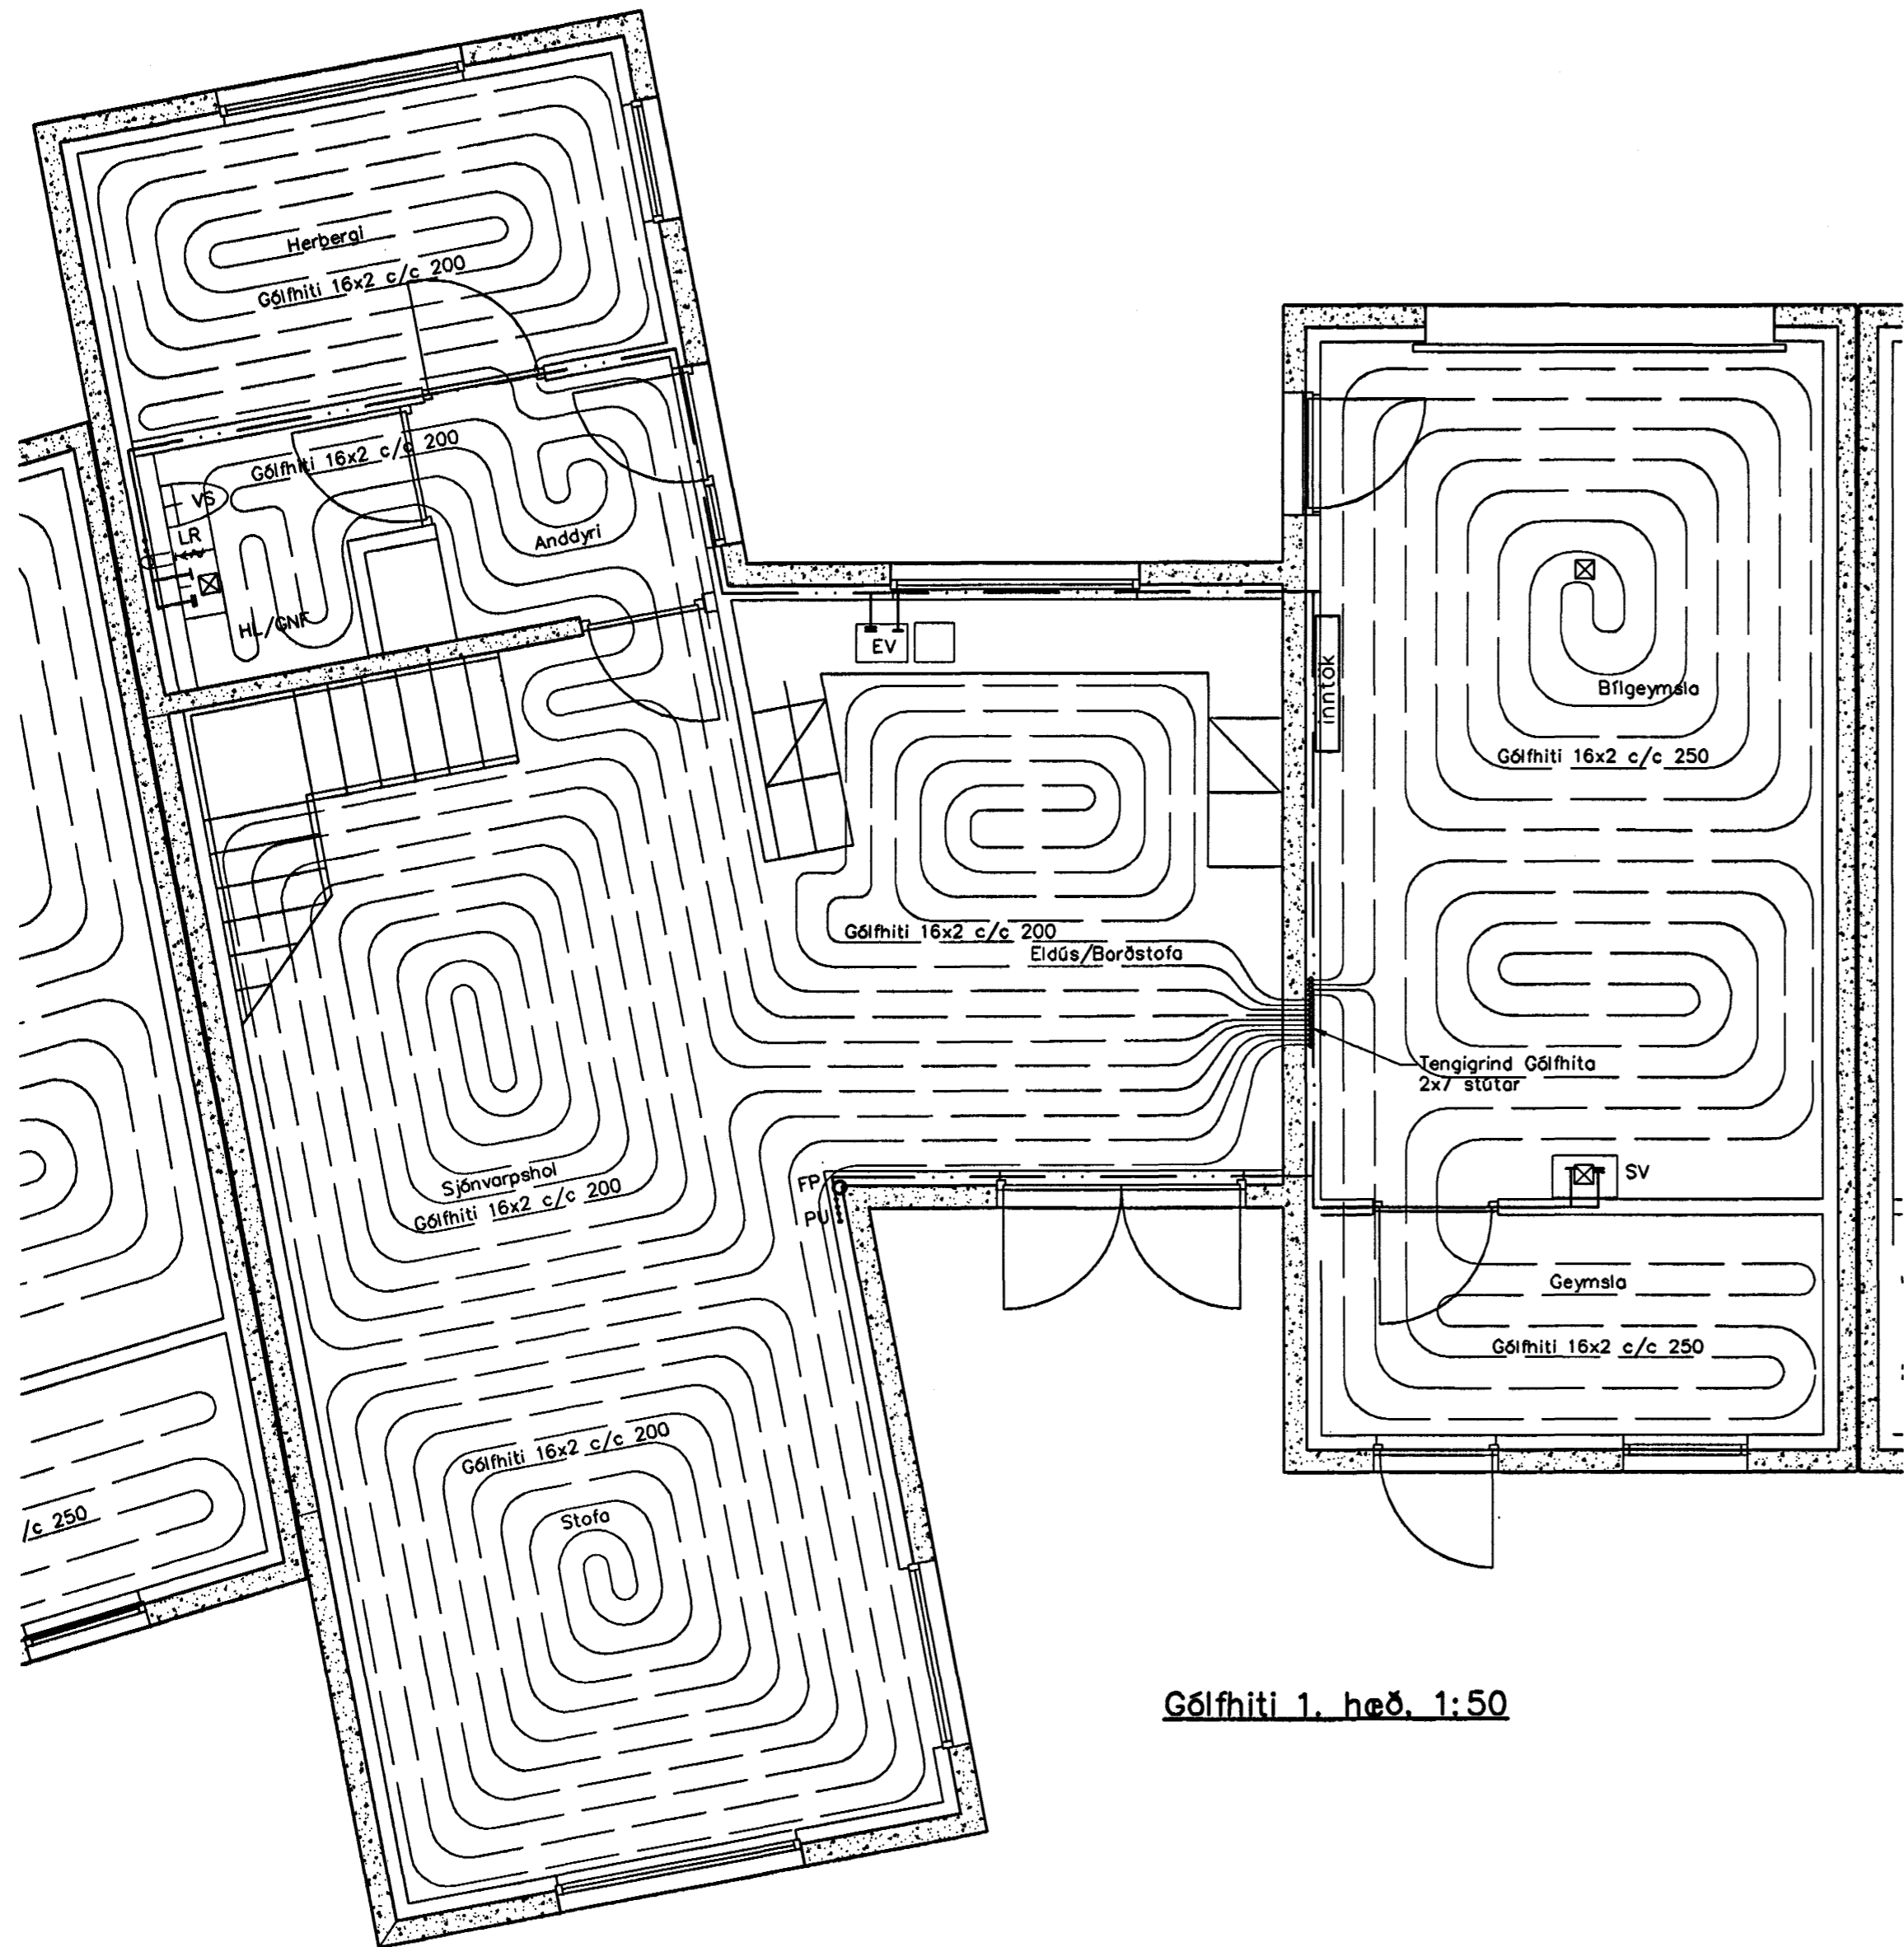 Herbergi
Gólfhiti 16x2 c/c 200
Gólfhiti 16x2 c/c 200
VS
LR
Anddyri
HL/GNF
EV
inntök
Bílgeymsla
Gólfhiti 16x2 c/c 250
Gólfhiti 16x2 c/c 200
Eldús/Borðstofa
Tengigrind Gólfhita
2x7 stútar
Sjónvarpshol
Gólfhiti 16x2 c/c 200
FP
PU
SV
Geymsla
Gólfhiti 16x2 c/c 250
Gólfhiti 16x2 c/c 200
Stofa
/c 250
Gólfhiti 1. hæð, 1:50